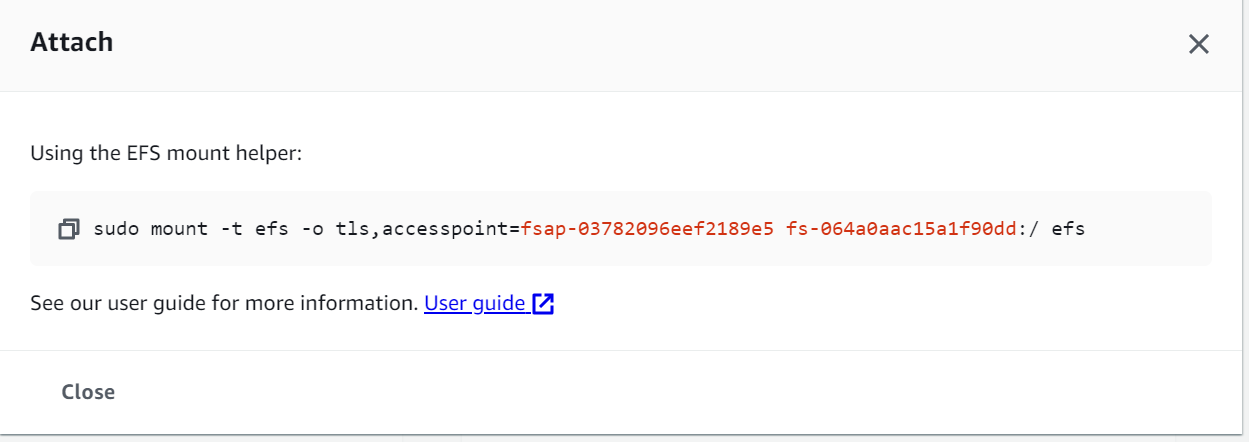 Attach
Using the EFS mount helper:
sudo mount -t efs -o tls,accesspoint=fsap-03782096eef2189e5 fs-064a0aac15a1f90dd:/ efs
See our user guide for more information. User guide
Close